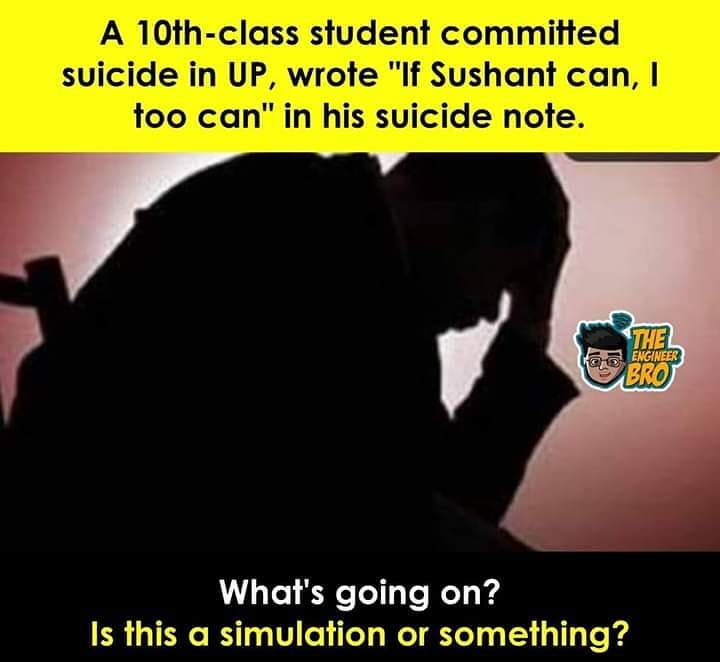 A 10th-class student committed
suicide in UP, wrote "If Sushant can, I
too can" in his suicide note.
THE
ENGINEER
BRO
What's going on?
Is this a simulation or something?